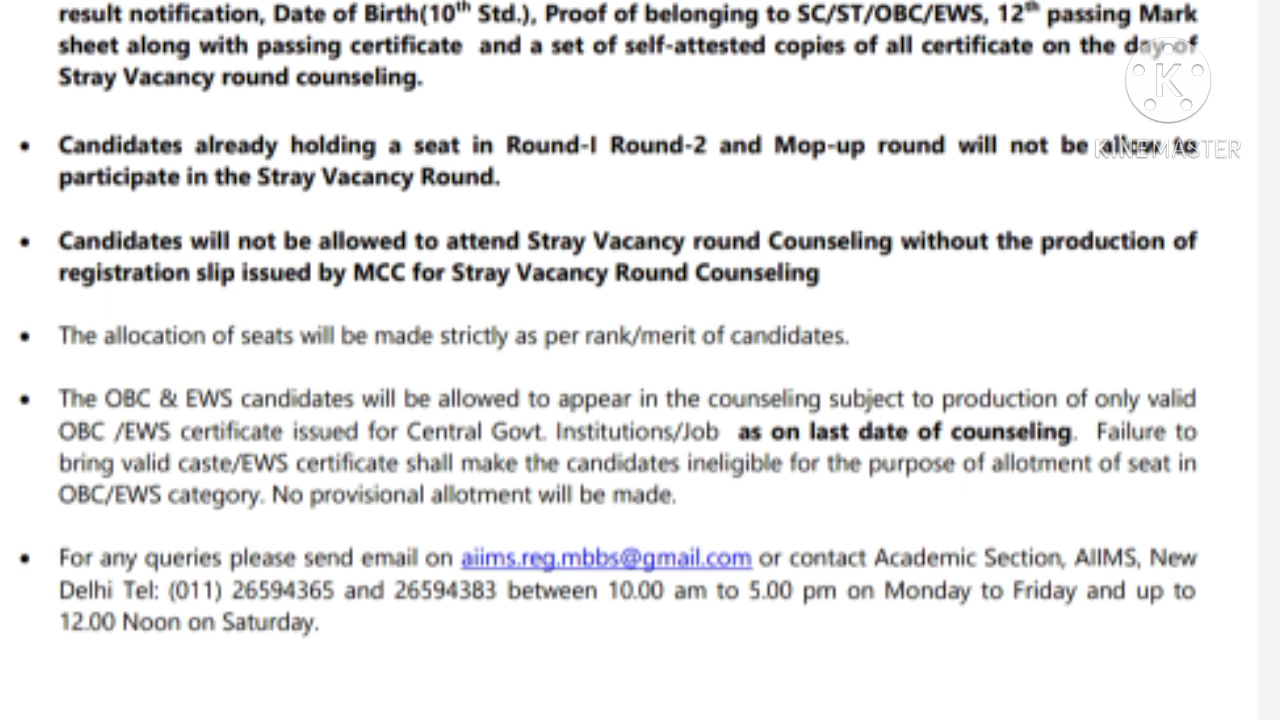 result notification, Date of Birth(10th Std.), Proof of belonging to SC/ST/OBC/EWS, 12th passing Mark
sheet along with passing certificate and a set of self-attested copies of all certificate on the day of
Stray Vacancy round counseling.
K
• Candidates already holding a seat in Round-I Round-2 and Mop-up round will not be
KINEMASTER
participate in the Stray Vacancy Round.
• Candidates will not be allowed to attend Stray Vacancy round Counseling without the production of
registration slip issued by MCC for Stray Vacancy Round Counseling
• The allocation of seats will be made strictly as per rank/merit of candidates.
• The OBC & EWS candidates will be allowed to appear in the counseling subject to production of only valid
OBC /EWS certificate issued for Central Govt. Institutions/Job as on last date of counseling. Failure to
bring valid caste/EWS certificate shall make the candidates ineligible for the purpose of allotment of seat in
OBC/EWS category. No provisional allotment will be made.
• For any queries please send email on aiims.reg.mbbs@gmail.com or contact Academic Section, AIIMS, New
Delhi Tel: (011) 26594365 and 26594383 between 10.00 am to 5.00 pm on Monday to Friday and up to
12.00 Noon on Saturday.